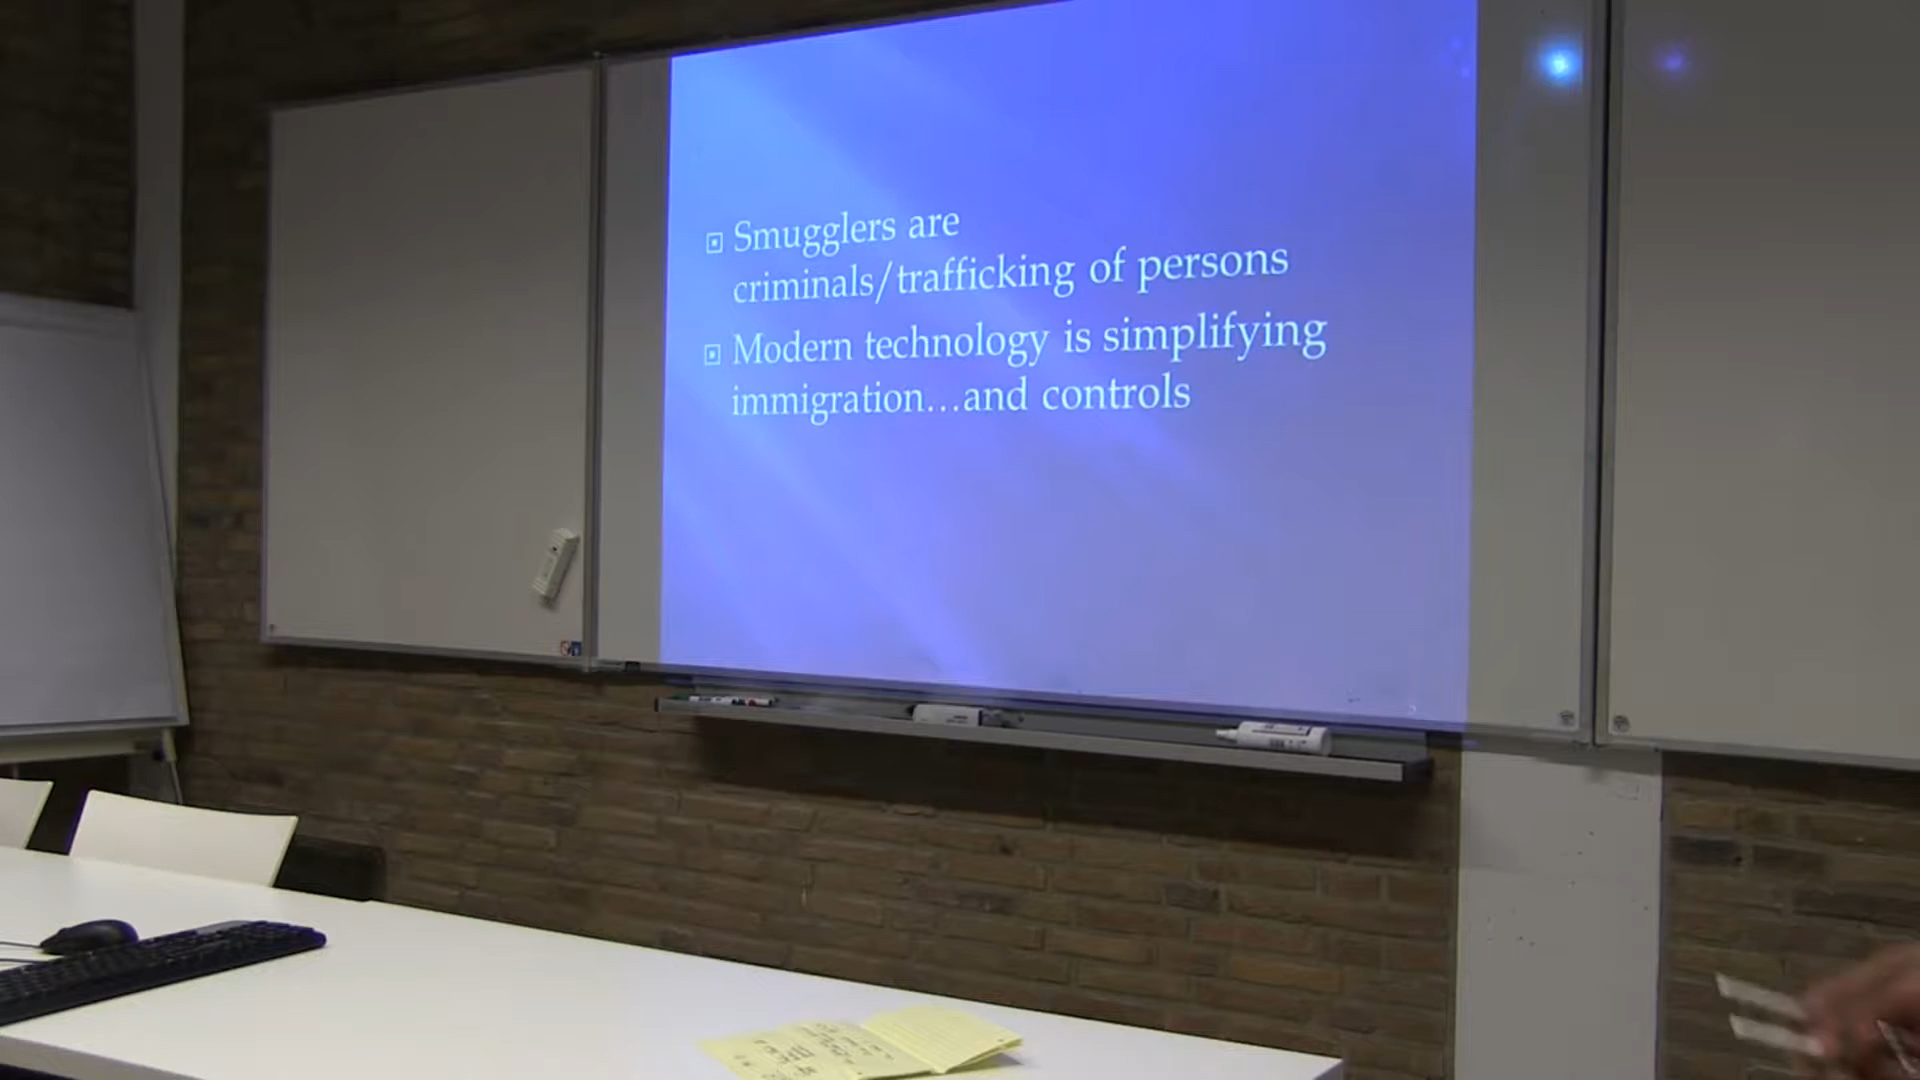 Smugglers are
criminals/trafficking of persons
Modern technology is simplifying
immigration...and controls